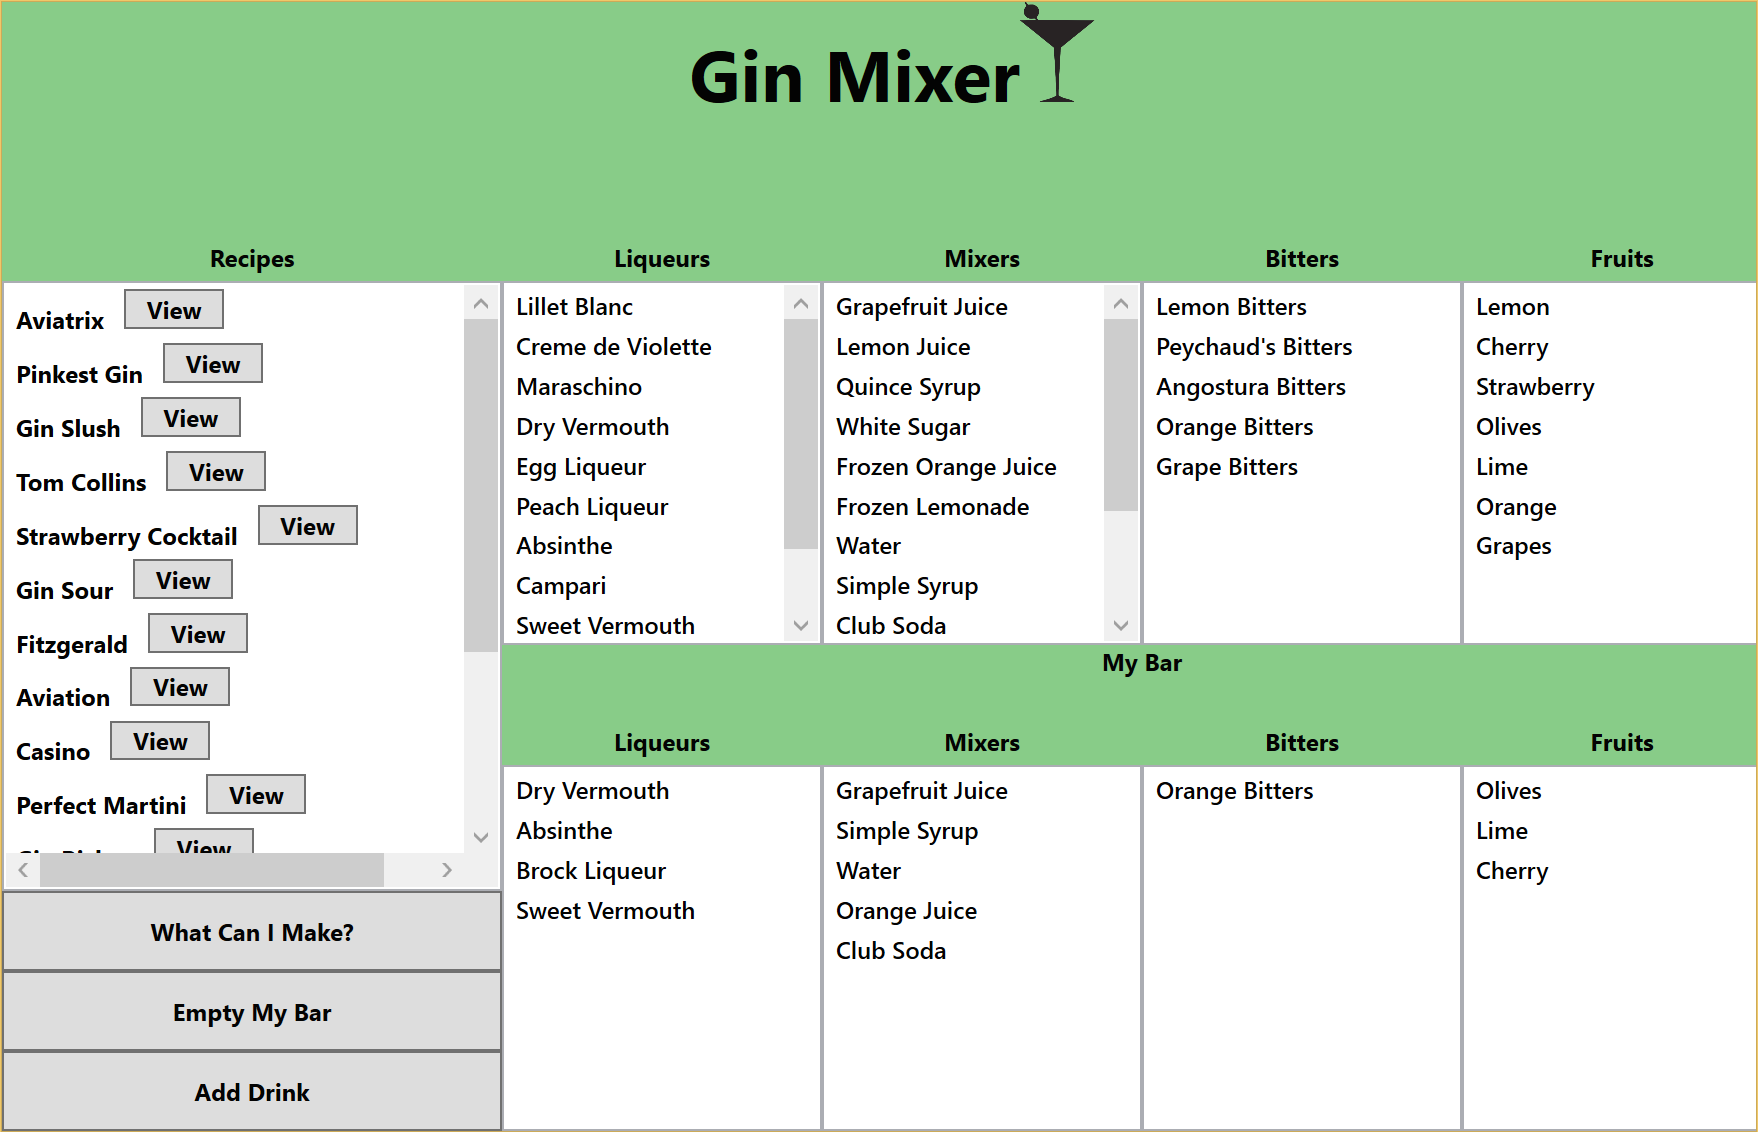 Gin Mixer
Recipes
Aviatrix View
Pinkest Gin View
Gin Slush View
Tom Collins View
Strawberry Cocktail View
Gin Sour View
Fitzgerald View
Aviation View
Casino View
Perfect Martini View
View
What Can I Make?
Empty My Bar
Add Drink
Liqueurs
Lillet Blanc
Creme de Violette
Maraschino
Dry Vermouth
Egg Liqueur
Peach Liqueur
Absinthe
Campari
Sweet Vermouth
Mixers
Grapefruit Juice
Lemon Juice
Quince Syrup
White Sugar
Frozen Orange Juice
Frozen Lemonade
Water
Simple Syrup
Club Soda
Bitters
Lemon Bitters
Peychaud's Bitters
Angostura Bitters
Orange Bitters
Grape Bitters
Fruits
Lemon
Cherry
Strawberry
Olives
Lime
Orange
Grapes
My Bar
Liqueurs
Dry Vermouth
Absinthe
Brock Liqueur
Sweet Vermouth
Mixers
Grapefruit Juice
Simple Syrup
Water
Orange Juice
Club Soda
Bitters
Orange Bitters
Fruits
Olives
Lime
Cherry